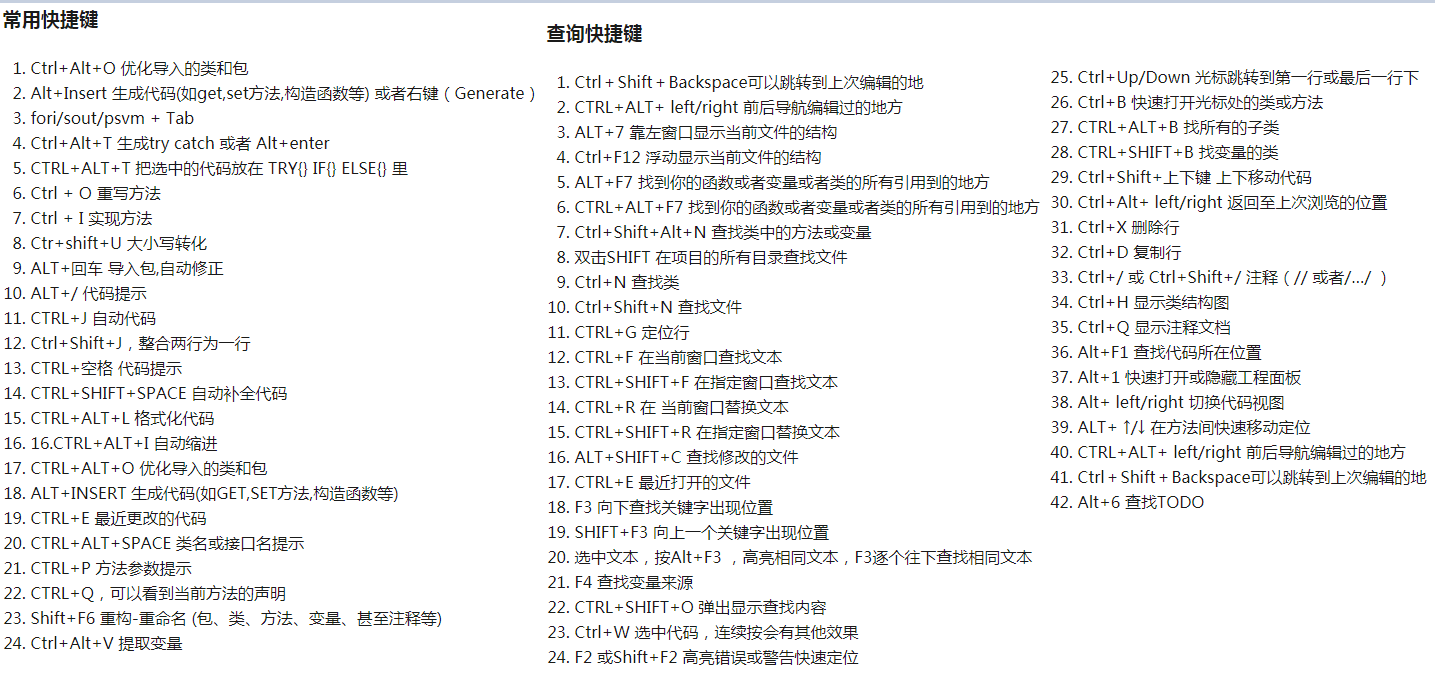 常用快捷键
1. Ctrl+Alt+O 优化导入的类和包
2. Alt+Insert 生成代码(如get,set方法,构造函数等) 或者右键（Generate）
3. fori/sout/psvm + Tab
4. Ctrl+Alt+T 生成try catch 或者 Alt+enter
5. CTRL+ALT+T 把选中的代码放在 TRY{} IF{} ELSE{} 里
6. Ctrl + O 重写方法
7. Ctrl + I 实现方法
8. Ctr+shift+U 大小写转化
9. ALT+回车 导入包,自动修正
10. ALT+/ 代码提示
11. CTRL+J 自动代码
12. Ctrl+Shift+J，整合两行为一行
13. CTRL+空格 代码提示
14. CTRL+SHIFT+SPACE 自动补全代码
15. CTRL+ALT+L 格式化代码
16. 16.CTRL+ALT+I 自动缩进
17. CTRL+ALT+O 优化导入的类和包
18. ALT+INSERT 生成代码(如GET,SET方法,构造函数等)
19. CTRL+E 最近更改的代码
20. CTRL+ALT+SPACE 类名或接口名提示
21. CTRL+P 方法参数提示
22. CTRL+Q，可以看到当前方法的声明
23. Shift+F6 重构-重命名 (包、类、方法、变量、甚至注释等)
24. Ctrl+Alt+V 提取变量
查询快捷键
1. Ctrl＋Shift＋Backspace可以跳转到上次编辑的地
2. CTRL+ALT+ left/right 前后导航编辑过的地方
3. ALT+7 靠左窗口显示当前文件的结构
4. Ctrl+F12 浮动显示当前文件的结构
5. ALT+F7 找到你的函数或者变量或者类的所有引用到的地方
6. CTRL+ALT+F7 找到你的函数或者变量或者类的所有引用到的地方
7. Ctrl+Shift+Alt+N 查找类中的方法或变量
8. 双击SHIFT 在项目的所有目录查找文件
9. Ctrl+N 查找类
10. Ctrl+Shift+N 查找文件
11. CTRL+G 定位行
12. CTRL+F 在当前窗口查找文本
13. CTRL+SHIFT+F 在指定窗口查找文本
14. CTRL+R 在 当前窗口替换文本
15. CTRL+SHIFT+R 在指定窗口替换文本
16. ALT+SHIFT+C 查找修改的文件
17. CTRL+E 最近打开的文件
18. F3 向下查找关键字出现位置
19. SHIFT+F3 向上一个关键字出现位置
20. 选中文本，按Alt+F3 ，高亮相同文本，F3逐个往下查找相同文本
21. F4 查找变量来源
22. CTRL+SHIFT+O 弹出显示查找内容
23. Ctrl+W 选中代码，连续按会有其他效果
24. F2 或Shift+F2 高亮错误或警告快速定位
25. Ctrl+Up/Down 光标跳转到第一行或最后一行下
26. Ctrl+B 快速打开光标处的类或方法
27. CTRL+ALT+B 找所有的子类
28. CTRL+SHIFT+B 找变量的类
29. Ctrl+Shift+上下键 上下移动代码
30. Ctrl+Alt+ left/right 返回至上次浏览的位置
31. Ctrl+X 删除行
32. Ctrl+D 复制行
33. Ctrl+/ 或 Ctrl+Shift+/ 注释（// 或者/…/ ）
34. Ctrl+H 显示类结构图
35. Ctrl+Q 显示注释文档
36. Alt+F1 查找代码所在位置
37. Alt+1 快速打开或隐藏工程面板
38. Alt+ left/right 切换代码视图
39. ALT+ ↑/↓ 在方法间快速移动定位
40. CTRL+ALT+ left/right 前后导航编辑过的地方
41. Ctrl＋Shift＋Backspace可以跳转到上次编辑的地
42. Alt+6 查找TODO